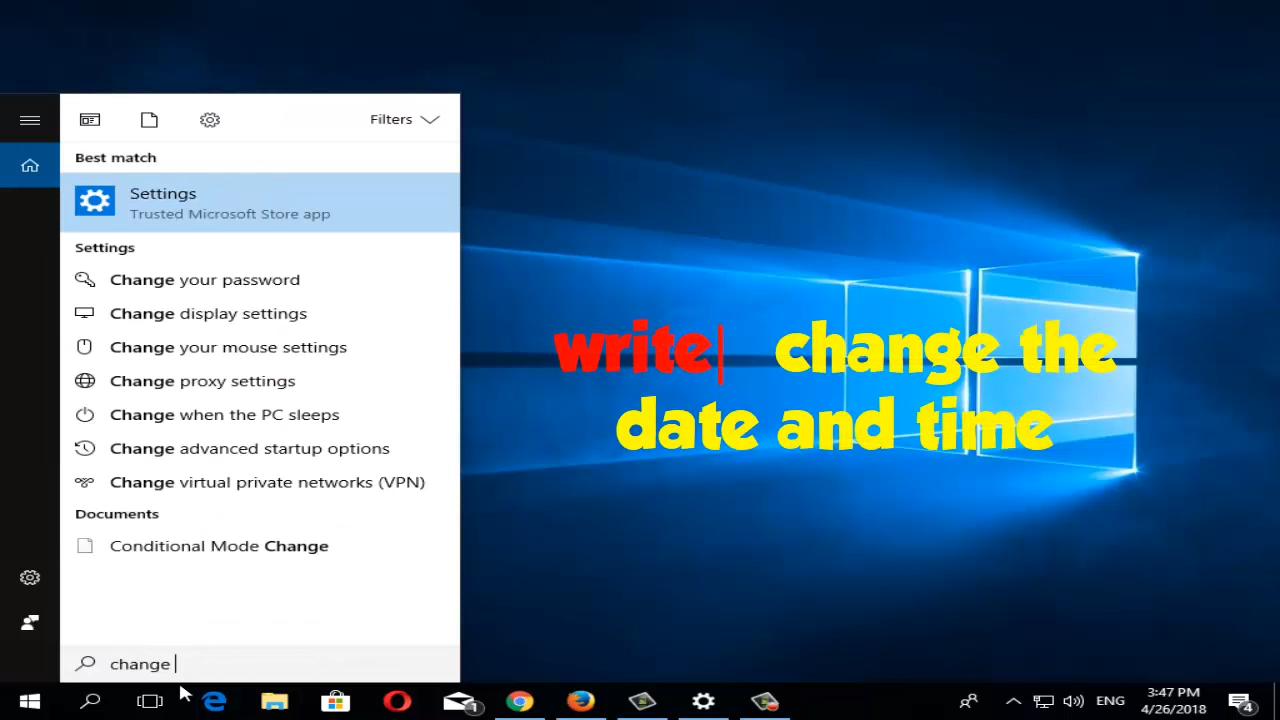 Filters
Best match
Settings
Trusted Microsoft Store app
Settings
Change your password
Change display settings
Change your mouse settings
Change proxy settings
Change when the PC sleeps
Change advanced startup options
Change virtual private networks (VPN)
Documents
Conditional Mode Change
change
write change the
date and time
1
ENG
3:47 PM
4/26/2018
4